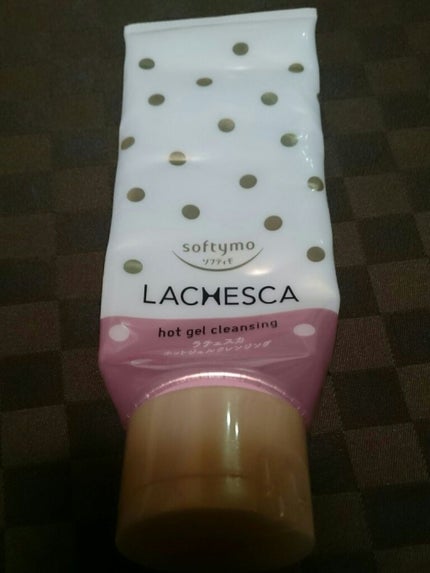 softymo
ソフティモ
LACHESCA
hot gel cleansing
ラチェスカ
ホットジェルクレンジング